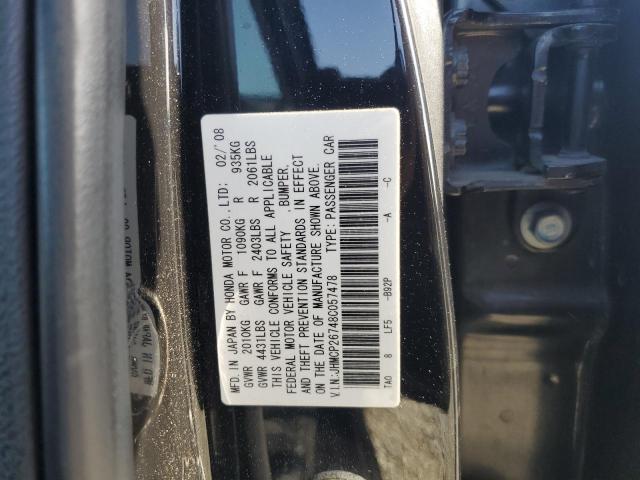 MFD. IN JAPAN BY HONDA MOTOR CO., LTD: 02/'08
GVWR 2010KG GAWR F 1090KG R 935KG
GVWR 4431LBS GAWR F 2403LBS R 2061LBS
THIS VEHICLE CONFORMS TO ALL APPLICABLE
FEDERAL MOTOR VEHICLE SAFETY , BUMPER,
AND THEFT PREVENTION STANDARDS IN EFFECT
ON THE DATE OF MANUFACTURE SHOWN ABOVE.
V.I.N:JHMCP26748C057478 TYPE: PASSENGER CAR
TA0 8 LF5 -B92P -A -C